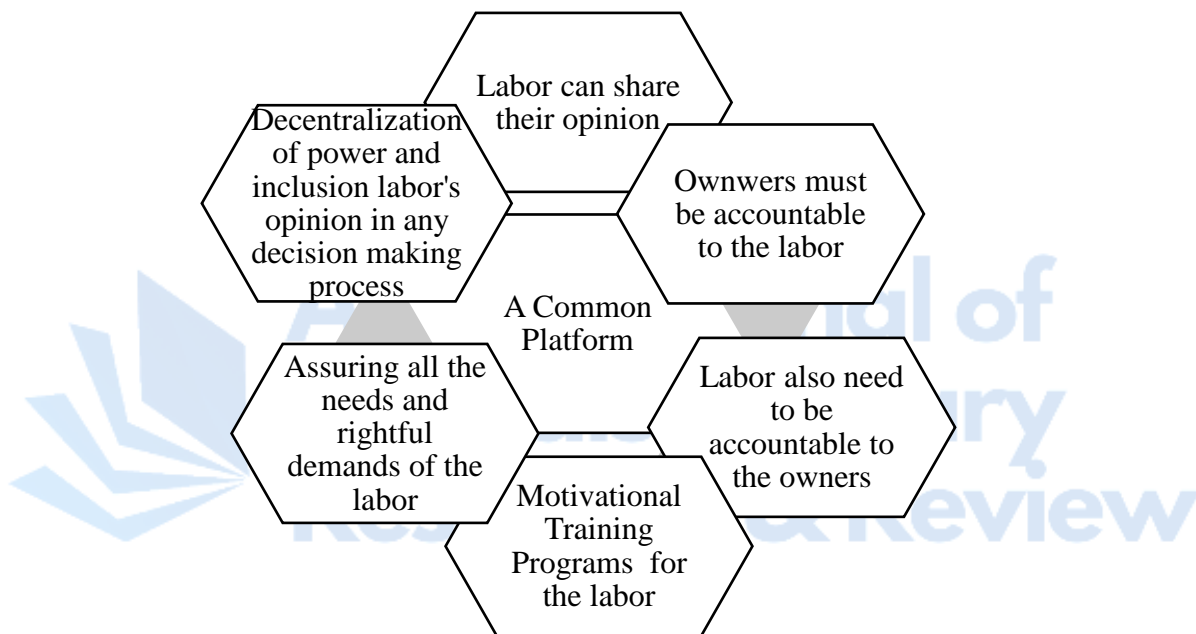 Labor can share
their opinion
Ownwers must
be accountable
to the labor
Labor also need
to be
accountable to
the owners
Motivational
Training
Programs for
the labor
Assuring all the
needs and
rightful
demands of the
labor
Decentralization
of power and
inclusion labor's
opinion in any
decision making
process
A Common
Platform